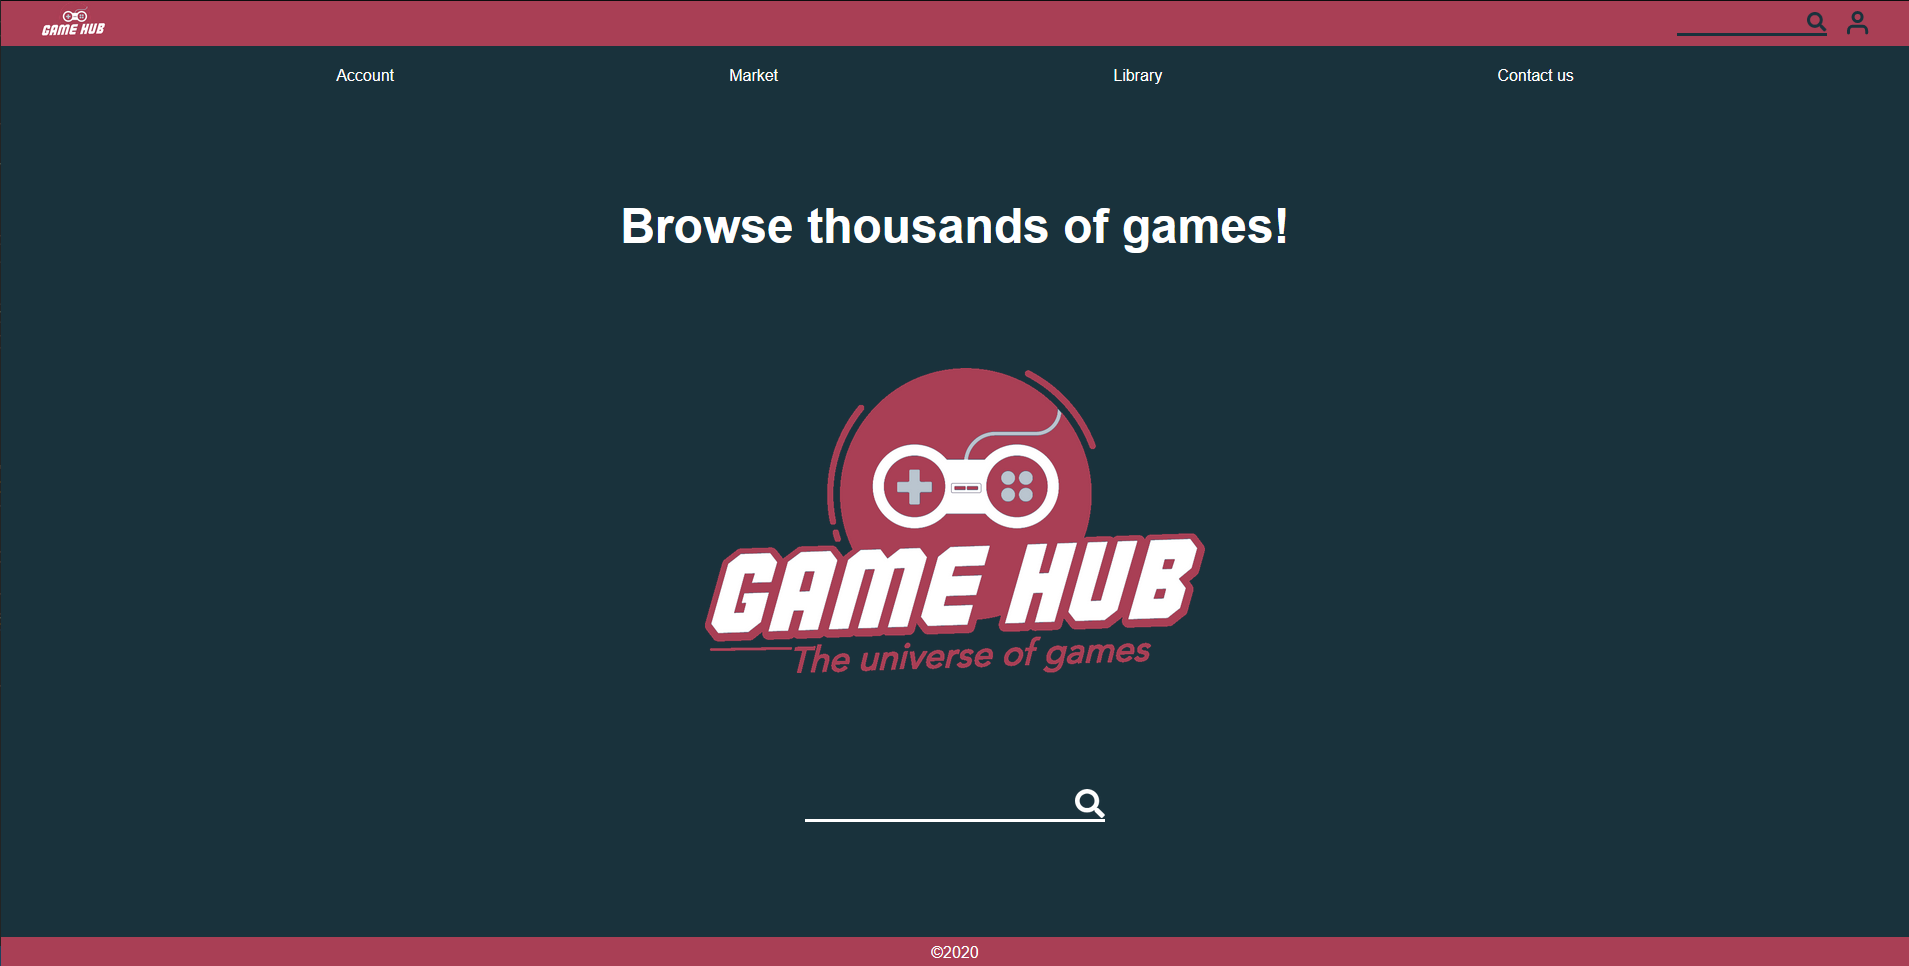 GAME HUB
Account Market Library Contact us
Browse thousands of games!
GAME HUB
The universe of games
©2020